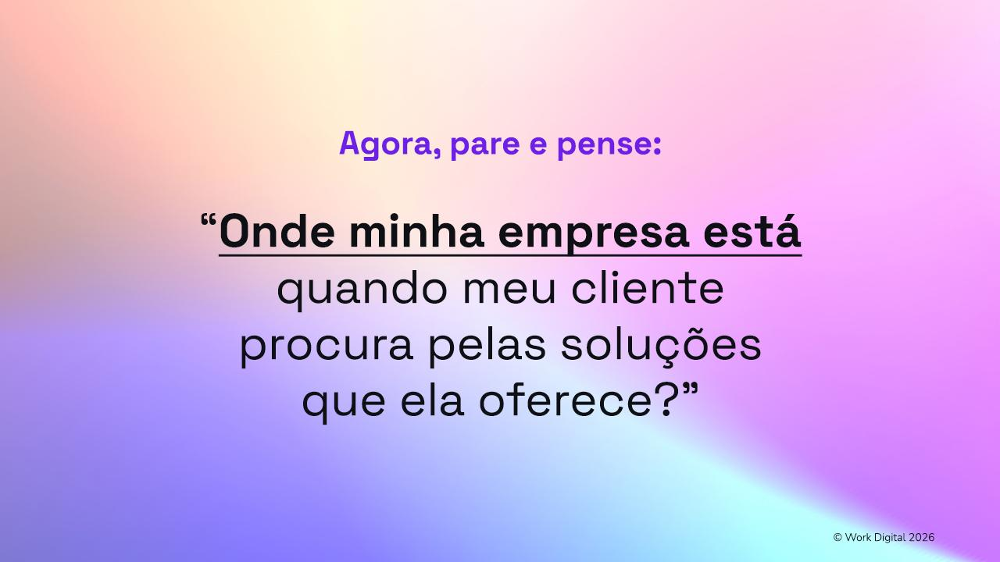 Agora, pare e pense:
“Onde minha empresa está
quando meu cliente
procura pelas soluções
que ela oferece?”
© Work Digital 2026